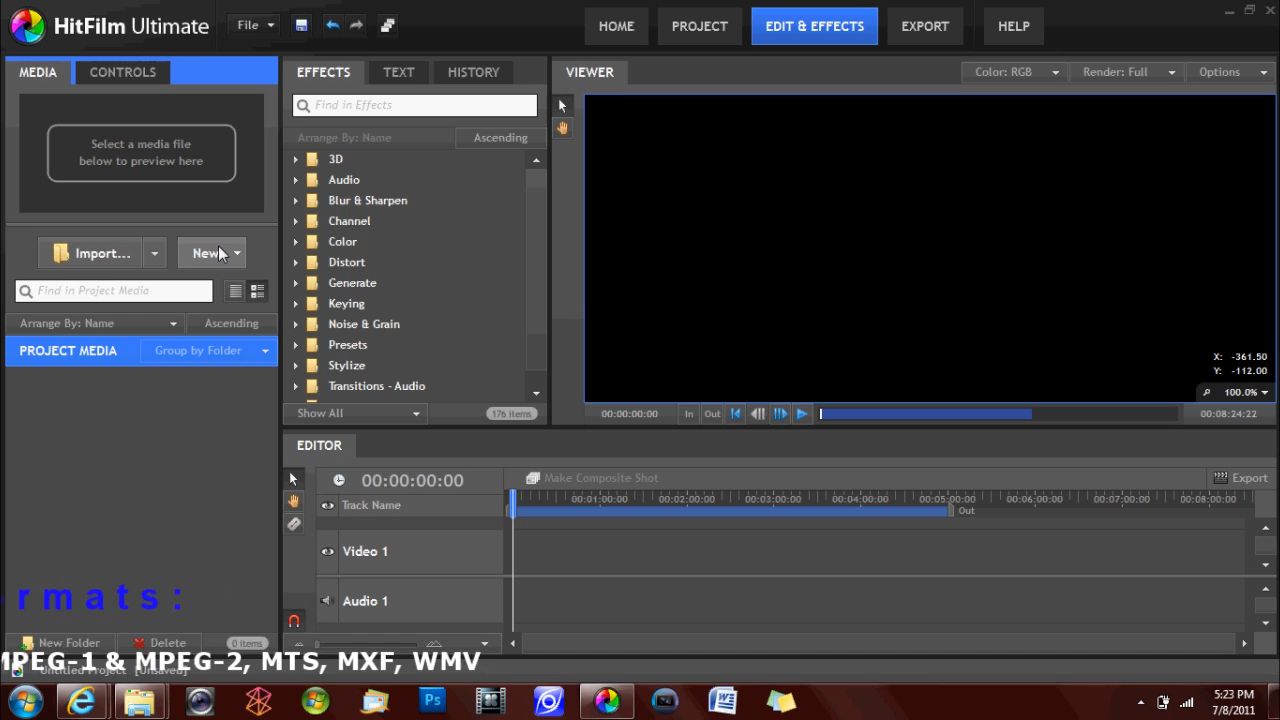 HitFilm Ultimate
File
HOME
PROJECT
EDIT & EFFECTS
EXPORT
HELP
MEDIA
CONTROLS
Select a media file
below to preview here
Import...
New
Find in Project Media
Arrange By: Name
Ascending
PROJECT MEDIA
Group by Folder
r m a t s :
New Folder
Delete
0 items
EFFECTS
TEXT
HISTORY
Find in Effects
Arrange By: Name
Ascending
3D
Audio
Blur & Sharpen
Channel
Color
Distort
Generate
Keying
Noise & Grain
Presets
Stylize
Transitions - Audio
Show All
176 items
VIEWER
Color: RGB
Render: Full
Options
X: -361.50
Y: -112.00
100.0%
00:00:00:00
In
Out
00:08:24:22
EDITOR
00:00:00:00
Make Composite Shot
Export
Track Name
00:01:00:00
00:02:00:00
00:03:00:00
00:04:00:00
00:05:00:00
00:06:00:00
00:07:00:00
00:08:00:00
Out
Video 1
Audio 1
MPEG-1 & MPEG-2, MTS, MXF, WMV
Untitled Project [Unsaved]
Ps
W
5:23 PM
7/8/2011